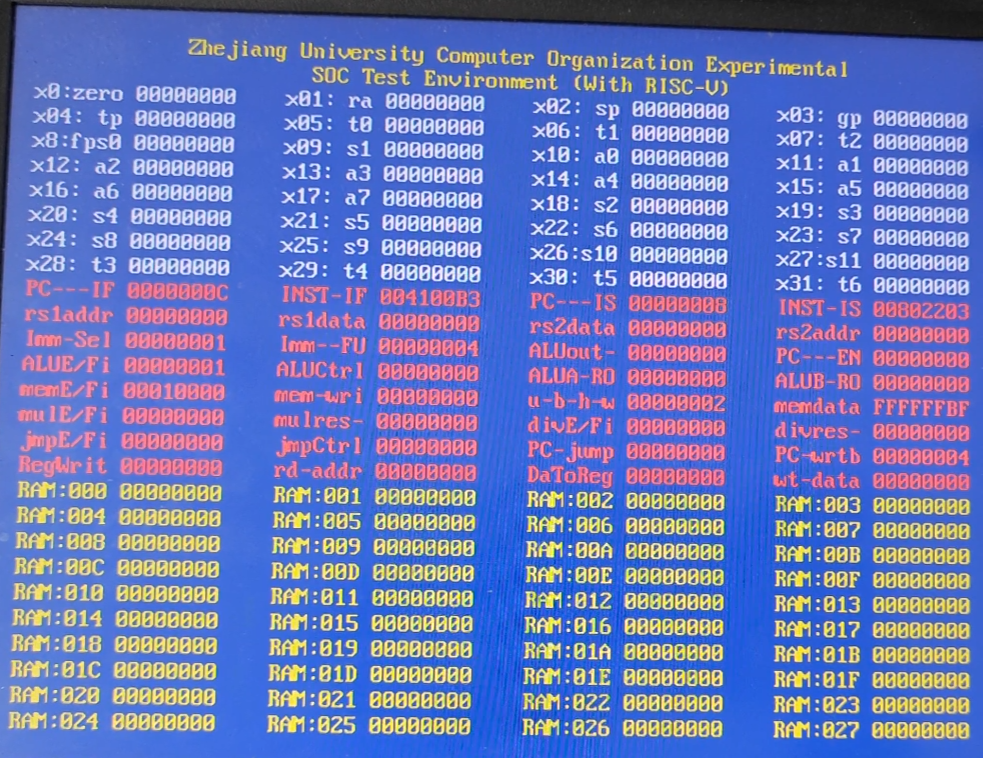 Zhejiang University Computer Organization Experimental
SOC Test Environment (With RISC-V)
x0:zero 00000000 x01: ra 00000000 x02: sp 00000000 x03: gp 00000000
x04: tp 00000000 x05: t0 00000000 x06: t1 00000000 x07: t2 00000000
x8:fps0 00000000 x09: s1 00000000 x10: a0 00000000 x11: a1 00000000
x12: a2 00000000 x13: a3 00000000 x14: a4 00000000 x15: a5 00000000
x16: a6 00000000 x17: a7 00000000 x18: s2 00000000 x19: s3 00000000
x20: s4 00000000 x21: s5 00000000 x22: s6 00000000 x23: s7 00000000
x24: s8 00000000 x25: s9 00000000 x26:s10 00000000 x27:s11 00000000
x28: t3 00000000 x29: t4 00000000 x30: t5 00000000 x31: t6 00000000
PC---IF 0000000C INST-IF 004100B3 PC---IS 00000008 INST-IS 00802203
rs1addr 00000000 rs1data 00000000 rs2data 00000000 rs2addr 00000000
Imm-Sel 00000001 Imm--FU 00000004 ALUout- 00000000 PC---EN 00000000
ALUE/Fi 00000001 ALUCtrl 00000000 ALUA-RO 00000000 ALUB-RO 00000000
memE/Fi 00010000 mem-wri 00000000 u-b-h-w 00000002 memdata FFFFFFBF
mulE/Fi 00000000 mulres- 00000000 divE/Fi 00000000 divres- 00000000
jmpE/Fi 00000000 jmpCtrl 00000000 PC-jump 00000000 PC-wrtb 00000004
RegWrit 00000000 rd-addr 00000000 DaToReg 00000000 wt-data 00000000
RAM:000 00000000 RAM:001 00000000 RAM:002 00000000 RAM:003 00000000
RAM:004 00000000 RAM:005 00000000 RAM:006 00000000 RAM:007 00000000
RAM:008 00000000 RAM:009 00000000 RAM:00A 00000000 RAM:00B 00000000
RAM:00C 00000000 RAM:00D 00000000 RAM:00E 00000000 RAM:00F 00000000
RAM:010 00000000 RAM:011 00000000 RAM:012 00000000 RAM:013 00000000
RAM:014 00000000 RAM:015 00000000 RAM:016 00000000 RAM:017 00000000
RAM:018 00000000 RAM:019 00000000 RAM:01A 00000000 RAM:01B 00000000
RAM:01C 00000000 RAM:01D 00000000 RAM:01E 00000000 RAM:01F 00000000
RAM:020 00000000 RAM:021 00000000 RAM:022 00000000 RAM:023 00000000
RAM:024 00000000 RAM:025 00000000 RAM:026 00000000 RAM:027 00000000